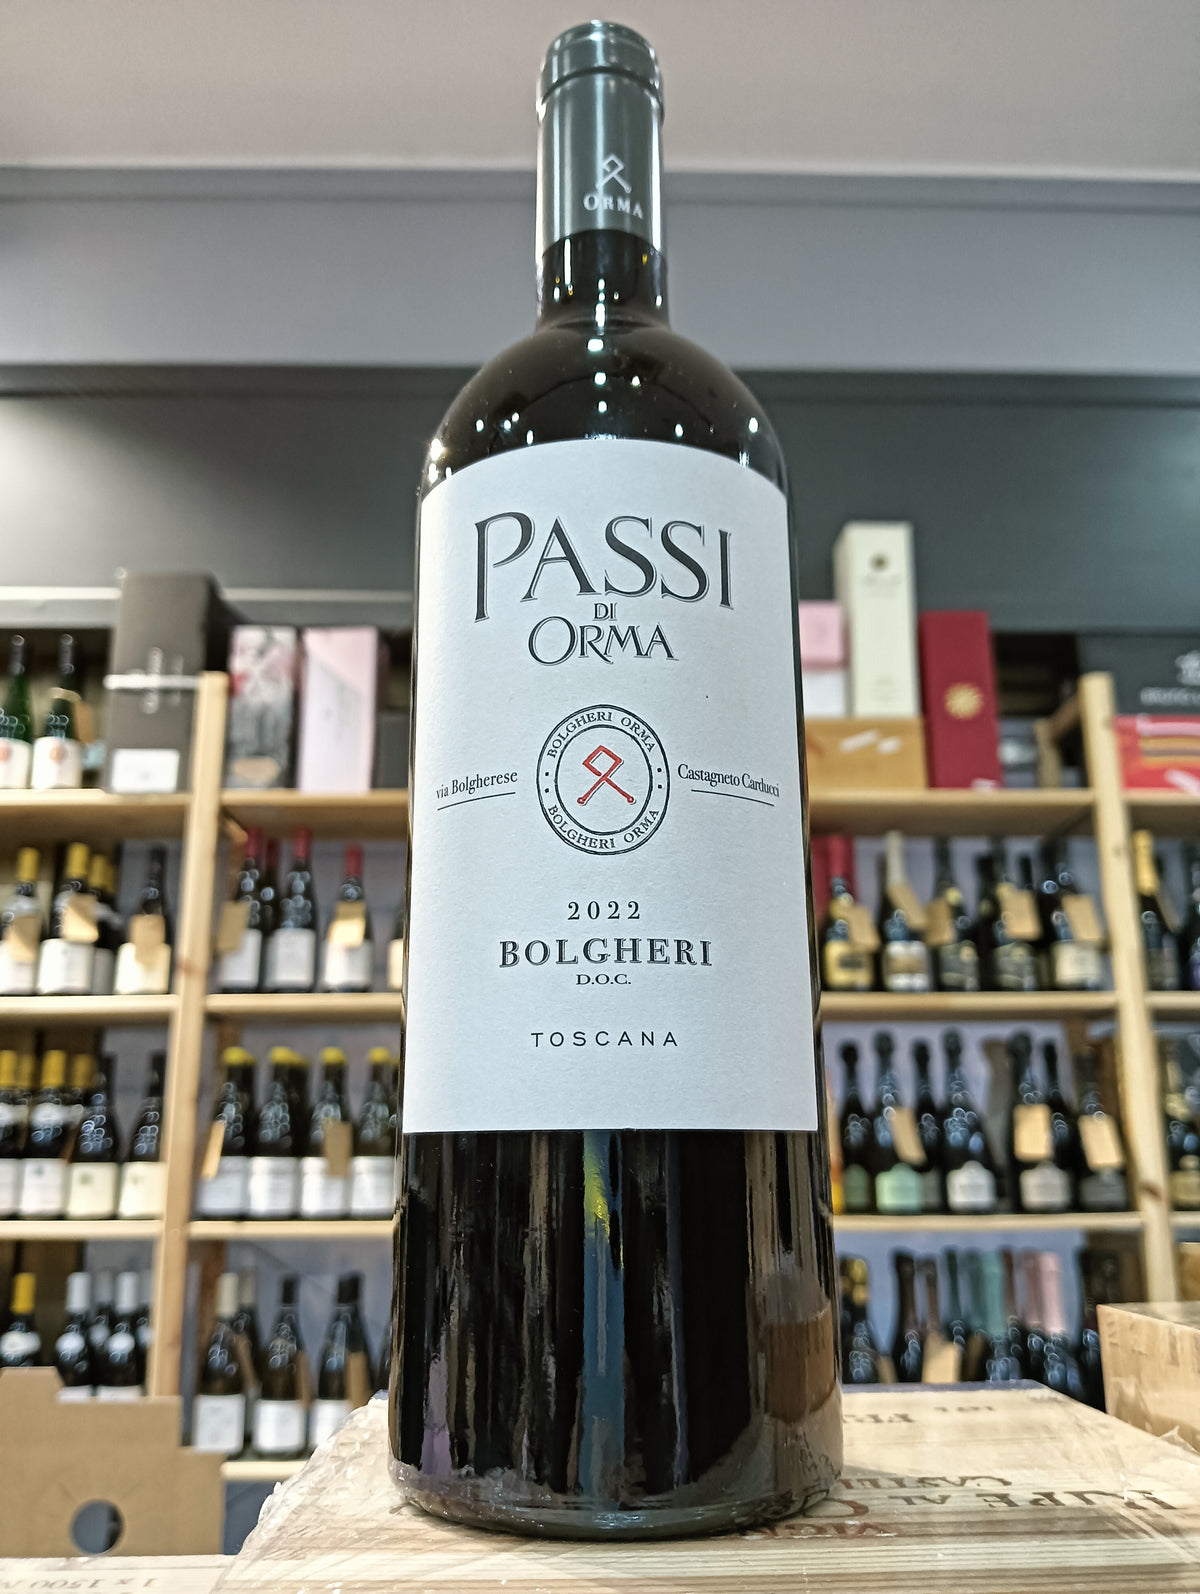 ORMA
PASSI
DI
ORMA
BOLGHERI ORMA
via Bolgherese
Castagneto Carducci
BOLGHERI ORMA
2022
BOLGHERI
D.O.C.
TOSCANA